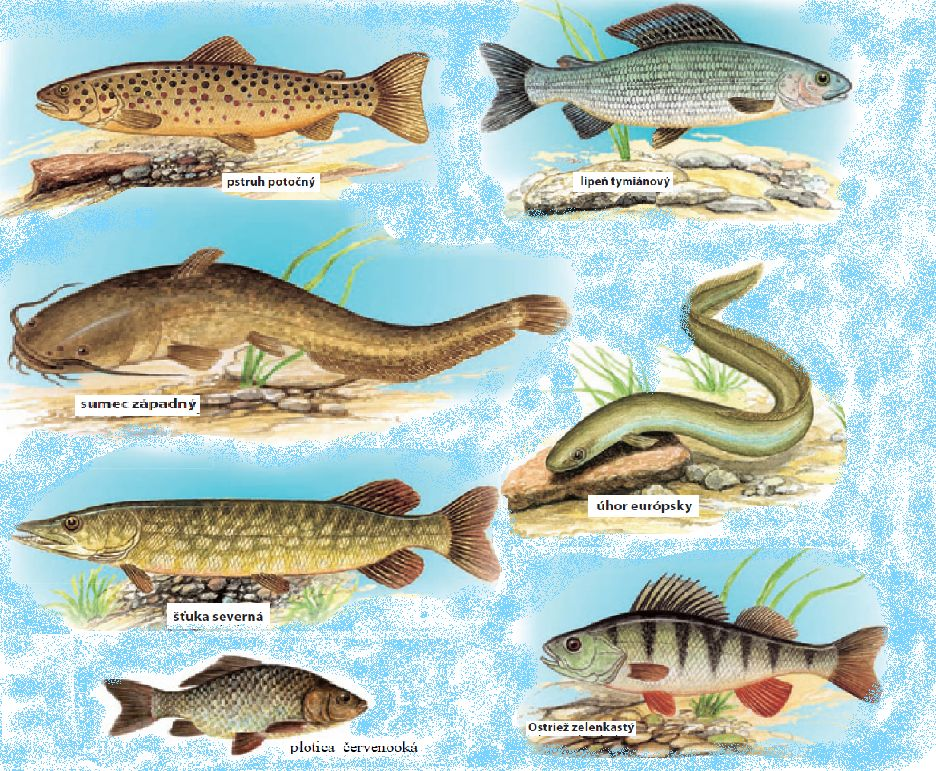 pstruh potočný
lipeň tymiánový
sumec západný
úhor európsky
šťuka severná
Ostriež zelenkastý
plotica červenooká